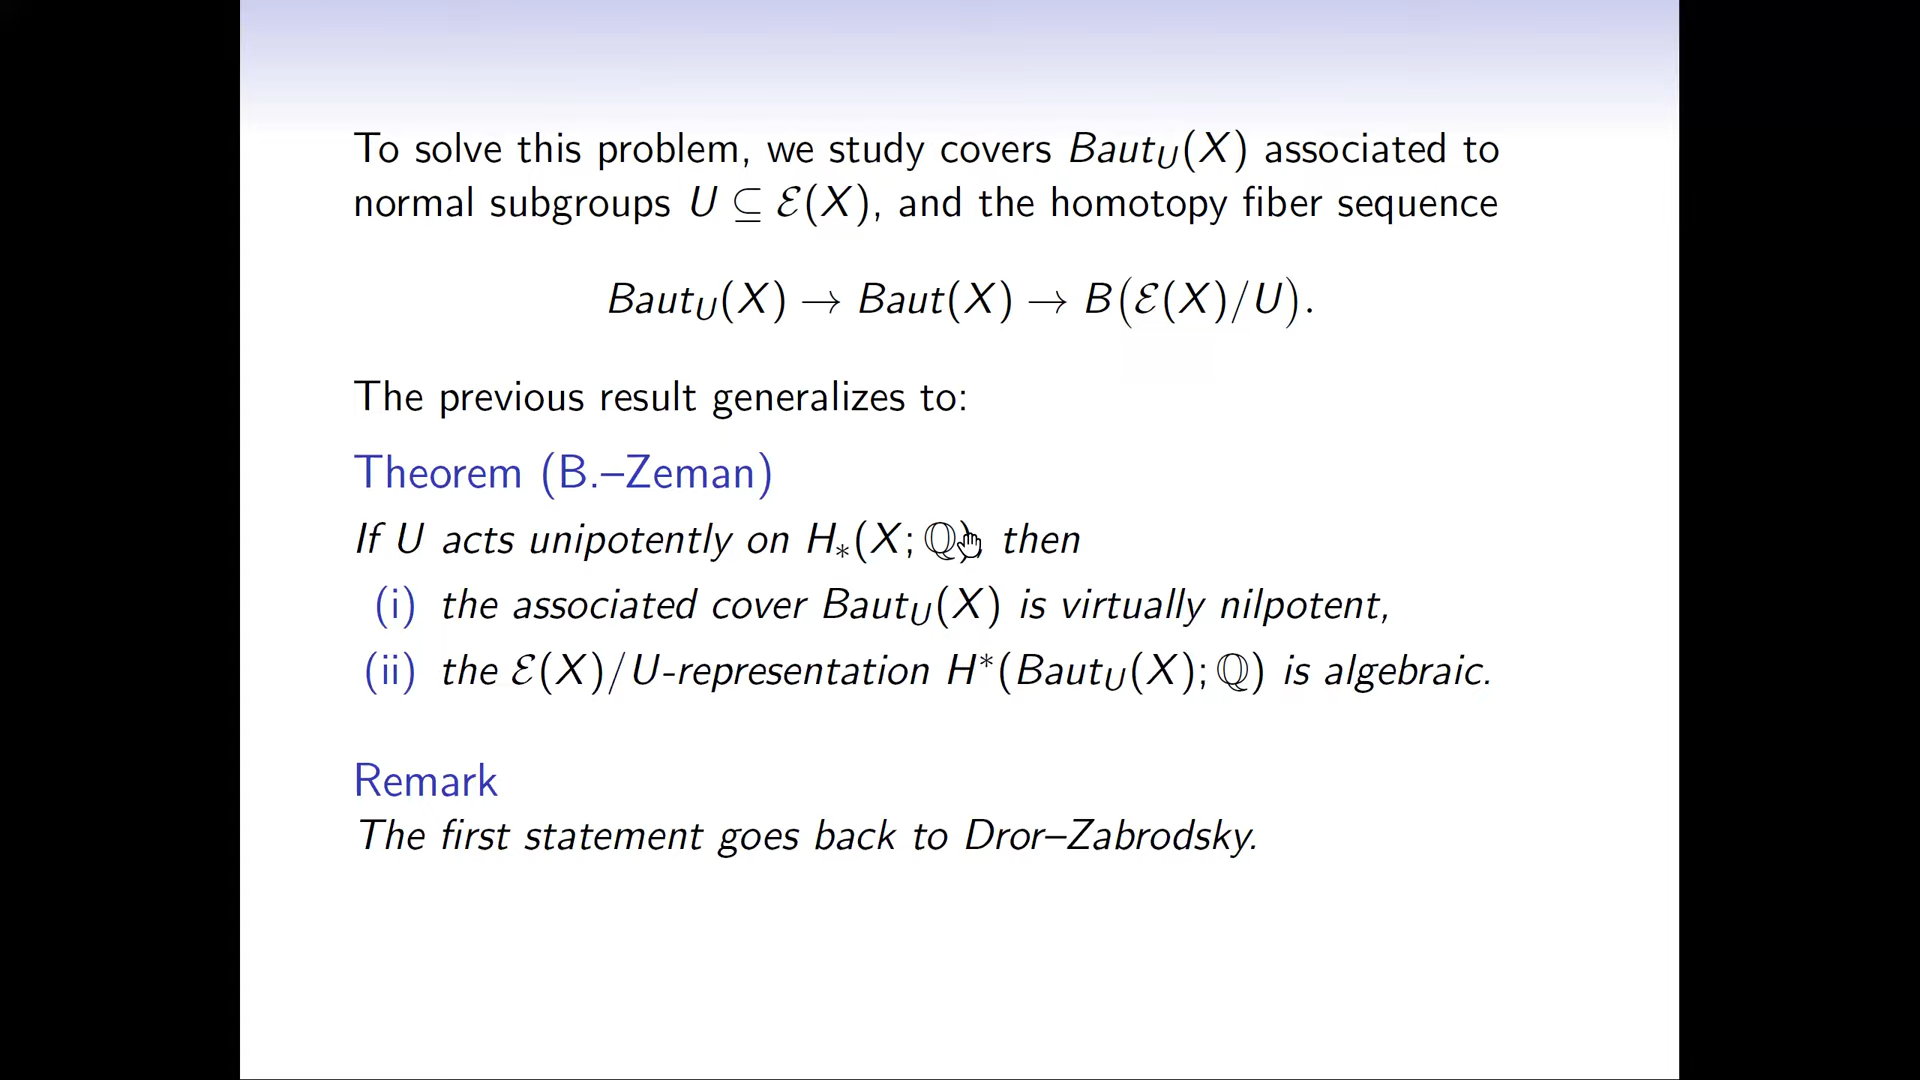 To solve this problem, we study covers Baut_U(X) associated to
normal subgroups U ⊆ ℰ(X), and the homotopy fiber sequence
Baut_U(X) → Baut(X) → B(ℰ(X)/U).
The previous result generalizes to:
Theorem (B.–Zeman)
If U acts unipotently on H_*(X; ℚ) then
(i) the associated cover Baut_U(X) is virtually nilpotent,
(ii) the ℰ(X)/U-representation H^*(Baut_U(X); ℚ) is algebraic.
Remark
The first statement goes back to Dror–Zabrodsky.